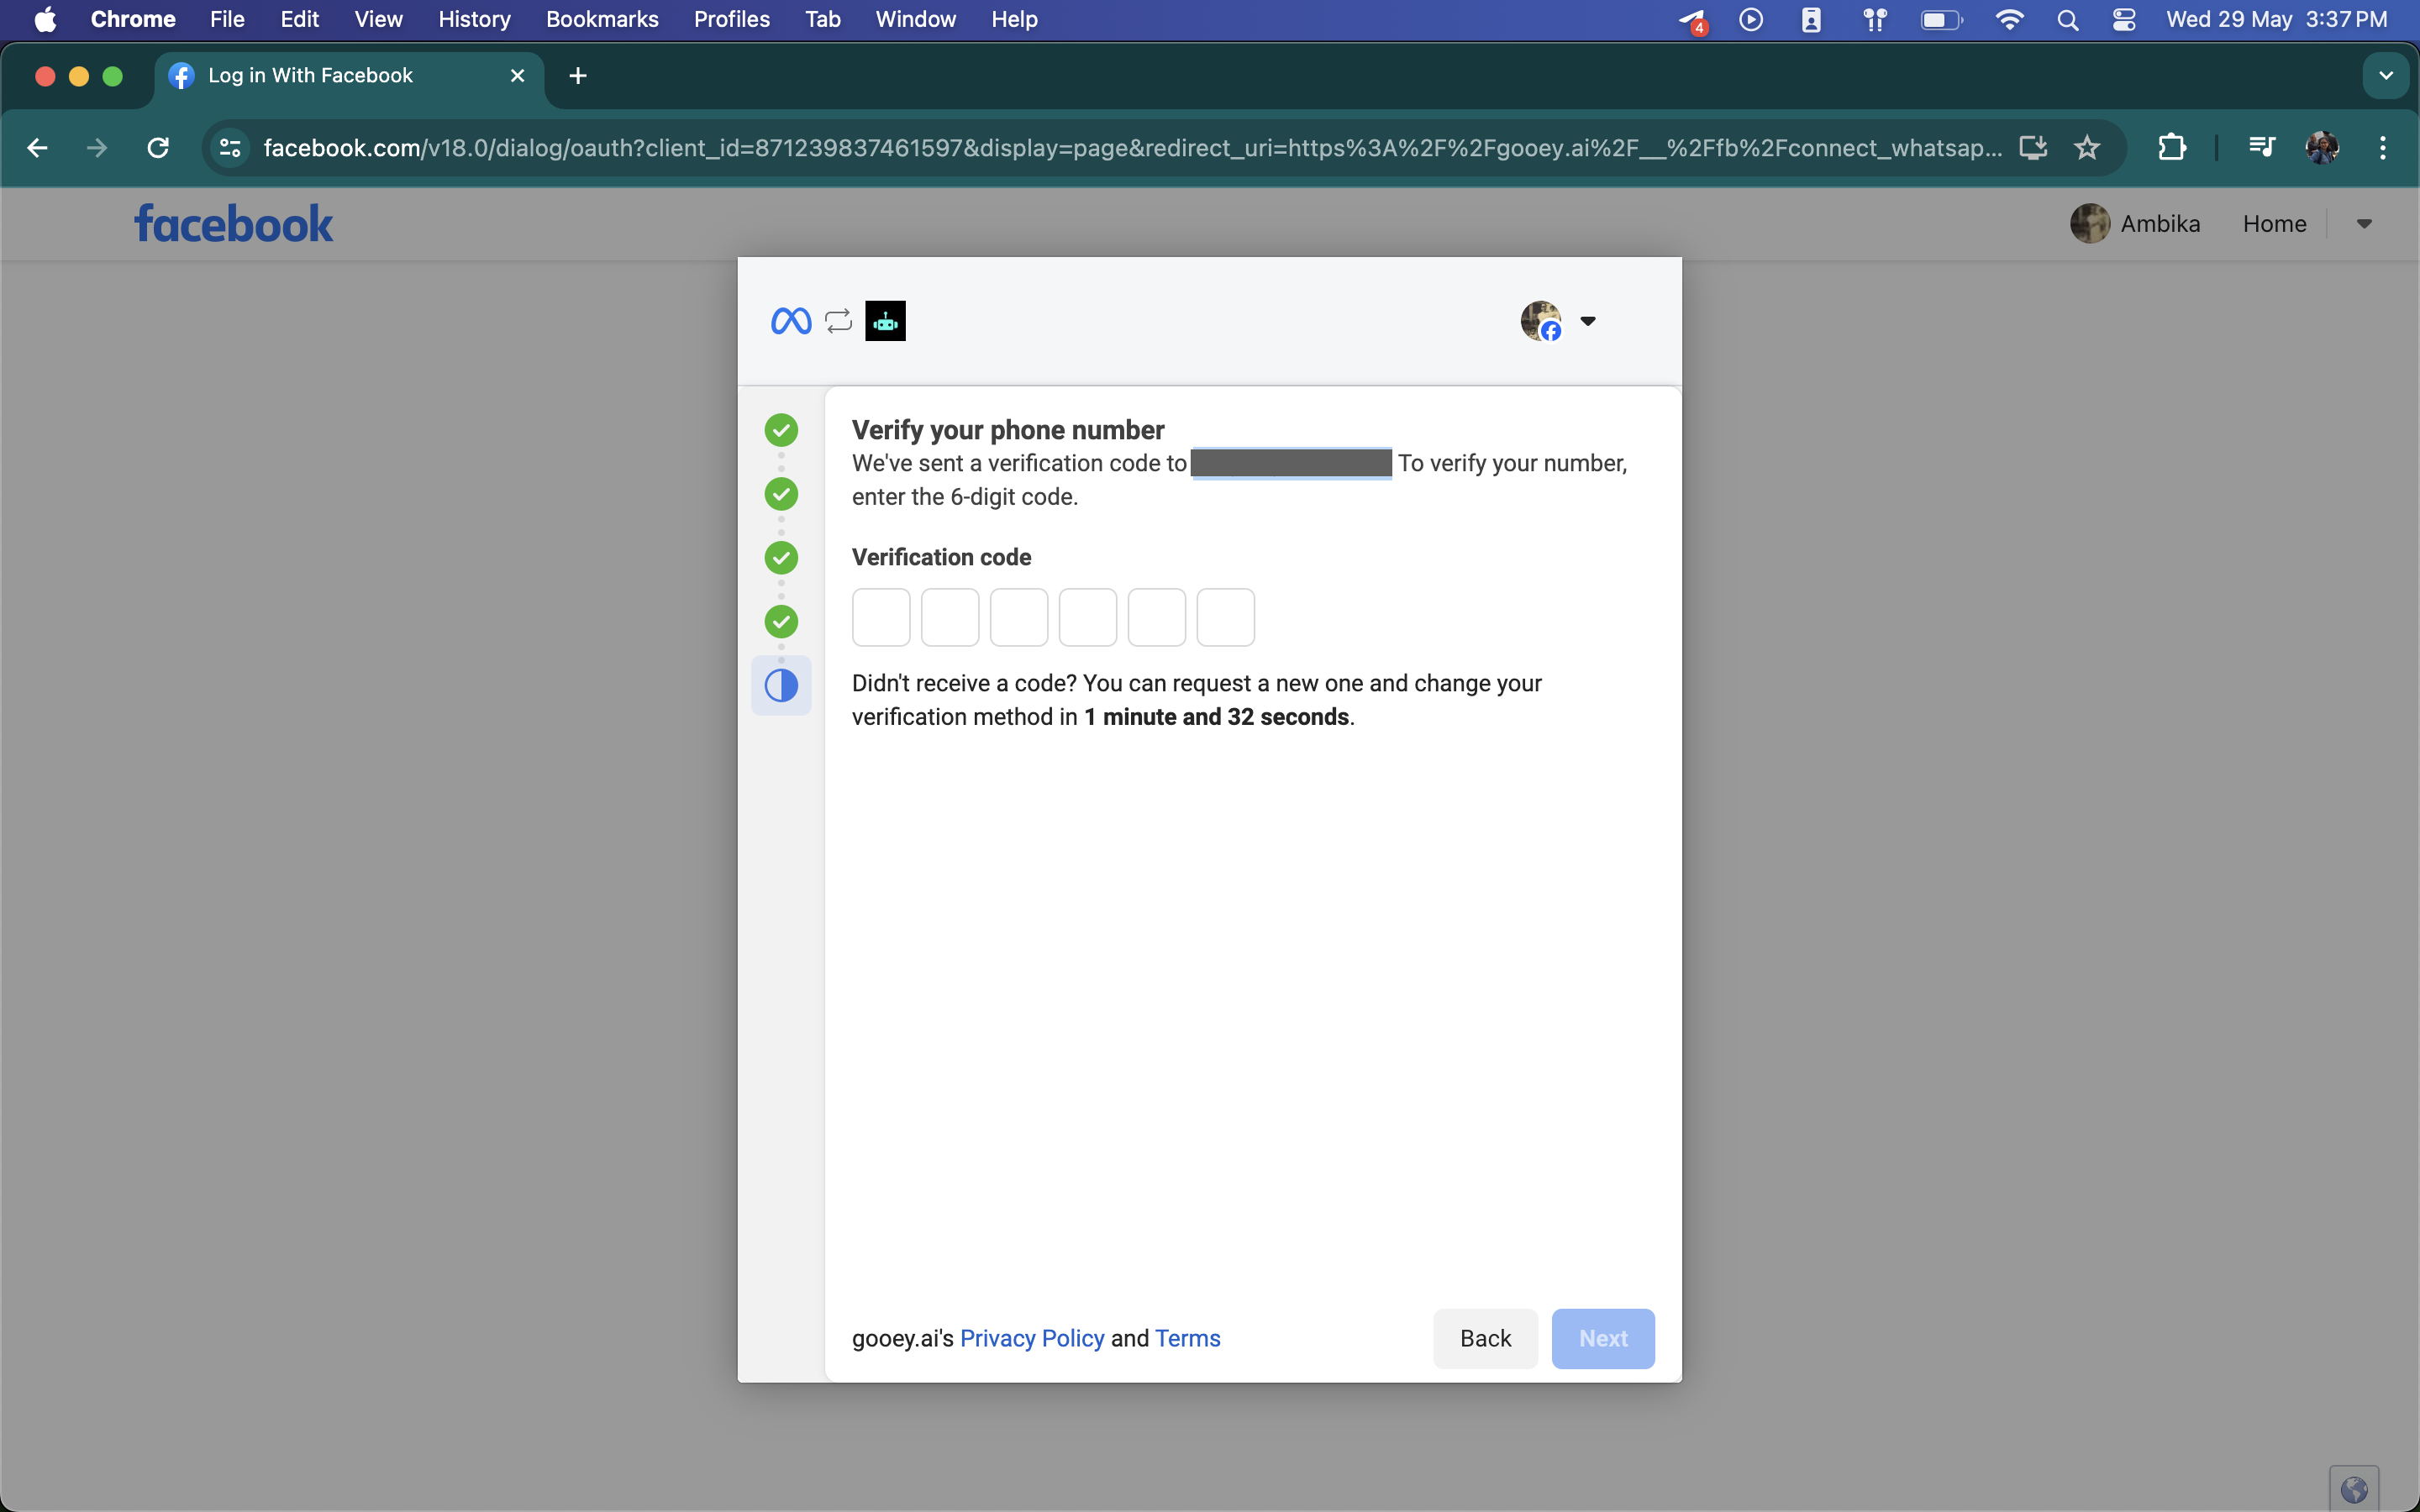 Chrome File Edit View History Bookmarks Profiles Tab Window Help 4 Wed 29 May 3:37 PM
Log in With Facebook
facebook.com/v18.0/dialog/oauth?client_id=871239837461597&display=page&redirect_uri=https%3A%2F%2Fgooey.ai%2F__%2Ffb%2Fconnect_whatsap...
facebook Ambika Home
Verify your phone number
We've sent a verification code to To verify your number,
enter the 6-digit code.
Verification code
Didn't receive a code? You can request a new one and change your
verification method in 1 minute and 32 seconds.
gooey.ai's Privacy Policy and Terms Back Next